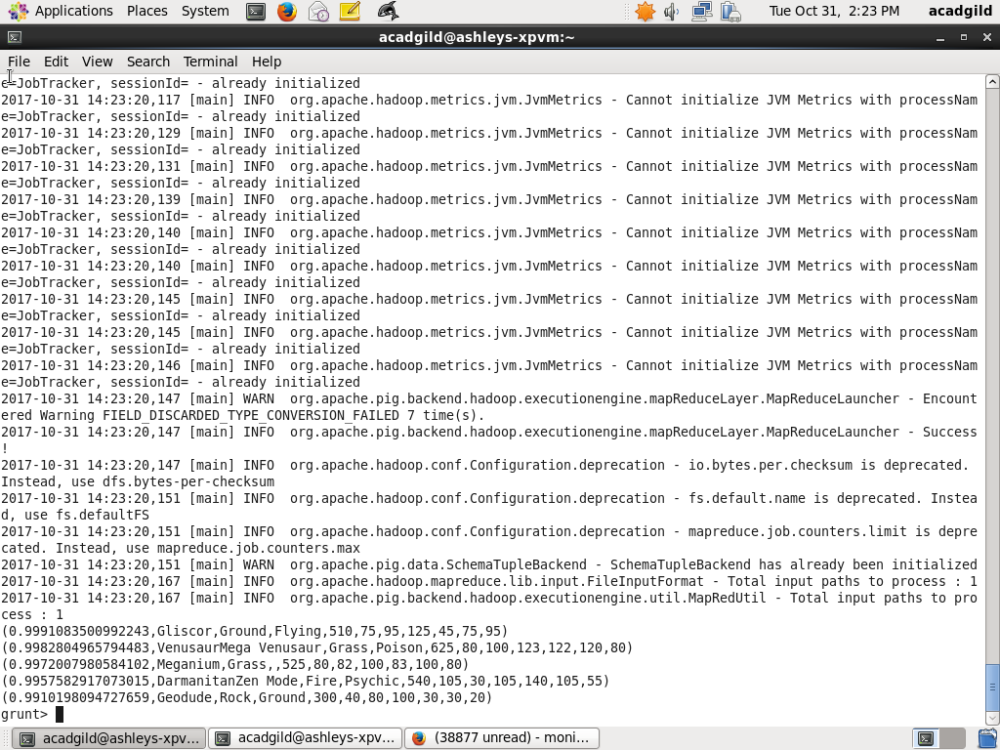 Applications Places System Tue Oct 31, 2:23 PM acadgild
acadgild@ashleys-xpvm:~
File Edit View Search Terminal Help
e=JobTracker, sessionId= - already initialized
2017-10-31 14:23:20,117 [main] INFO  org.apache.hadoop.metrics.jvm.JvmMetrics - Cannot initialize JVM Metrics with processNam
e=JobTracker, sessionId= - already initialized
2017-10-31 14:23:20,129 [main] INFO  org.apache.hadoop.metrics.jvm.JvmMetrics - Cannot initialize JVM Metrics with processNam
e=JobTracker, sessionId= - already initialized
2017-10-31 14:23:20,131 [main] INFO  org.apache.hadoop.metrics.jvm.JvmMetrics - Cannot initialize JVM Metrics with processNam
e=JobTracker, sessionId= - already initialized
2017-10-31 14:23:20,139 [main] INFO  org.apache.hadoop.metrics.jvm.JvmMetrics - Cannot initialize JVM Metrics with processNam
e=JobTracker, sessionId= - already initialized
2017-10-31 14:23:20,140 [main] INFO  org.apache.hadoop.metrics.jvm.JvmMetrics - Cannot initialize JVM Metrics with processNam
e=JobTracker, sessionId= - already initialized
2017-10-31 14:23:20,140 [main] INFO  org.apache.hadoop.metrics.jvm.JvmMetrics - Cannot initialize JVM Metrics with processNam
e=JobTracker, sessionId= - already initialized
2017-10-31 14:23:20,145 [main] INFO  org.apache.hadoop.metrics.jvm.JvmMetrics - Cannot initialize JVM Metrics with processNam
e=JobTracker, sessionId= - already initialized
2017-10-31 14:23:20,145 [main] INFO  org.apache.hadoop.metrics.jvm.JvmMetrics - Cannot initialize JVM Metrics with processNam
e=JobTracker, sessionId= - already initialized
2017-10-31 14:23:20,146 [main] INFO  org.apache.hadoop.metrics.jvm.JvmMetrics - Cannot initialize JVM Metrics with processNam
e=JobTracker, sessionId= - already initialized
2017-10-31 14:23:20,147 [main] WARN  org.apache.pig.backend.hadoop.executionengine.mapReduceLayer.MapReduceLauncher - Encount
ered Warning FIELD_DISCARDED_TYPE_CONVERSION_FAILED 7 time(s).
2017-10-31 14:23:20,147 [main] INFO  org.apache.pig.backend.hadoop.executionengine.mapReduceLayer.MapReduceLauncher - Success
!
2017-10-31 14:23:20,147 [main] INFO  org.apache.hadoop.conf.Configuration.deprecation - io.bytes.per.checksum is deprecated.
Instead, use dfs.bytes-per-checksum
2017-10-31 14:23:20,151 [main] INFO  org.apache.hadoop.conf.Configuration.deprecation - fs.default.name is deprecated. Instea
d, use fs.defaultFS
2017-10-31 14:23:20,151 [main] INFO  org.apache.hadoop.conf.Configuration.deprecation - mapreduce.job.counters.limit is depre
cated. Instead, use mapreduce.job.counters.max
2017-10-31 14:23:20,151 [main] WARN  org.apache.pig.data.SchemaTupleBackend - SchemaTupleBackend has already been initialized
2017-10-31 14:23:20,167 [main] INFO  org.apache.hadoop.mapreduce.lib.input.FileInputFormat - Total input paths to process : 1
2017-10-31 14:23:20,167 [main] INFO  org.apache.pig.backend.hadoop.executionengine.util.MapRedUtil - Total input paths to pro
cess : 1
(0.9991083500992243,Gliscor,Ground,Flying,510,75,95,125,45,75,95)
(0.9982804965794483,VenusaurMega Venusaur,Grass,Poison,625,80,100,123,122,120,80)
(0.9972007980584102,Meganium,Grass,,525,80,82,100,83,100,80)
(0.9957582917073015,DarmanitanZen Mode,Fire,Psychic,540,105,30,105,140,105,55)
(0.9910198094727659,Geodude,Rock,Ground,300,40,80,100,30,30,20)
grunt>
acadgild@ashleys-xpv... acadgild@ashleys-xpv... (38877 unread) - moni...